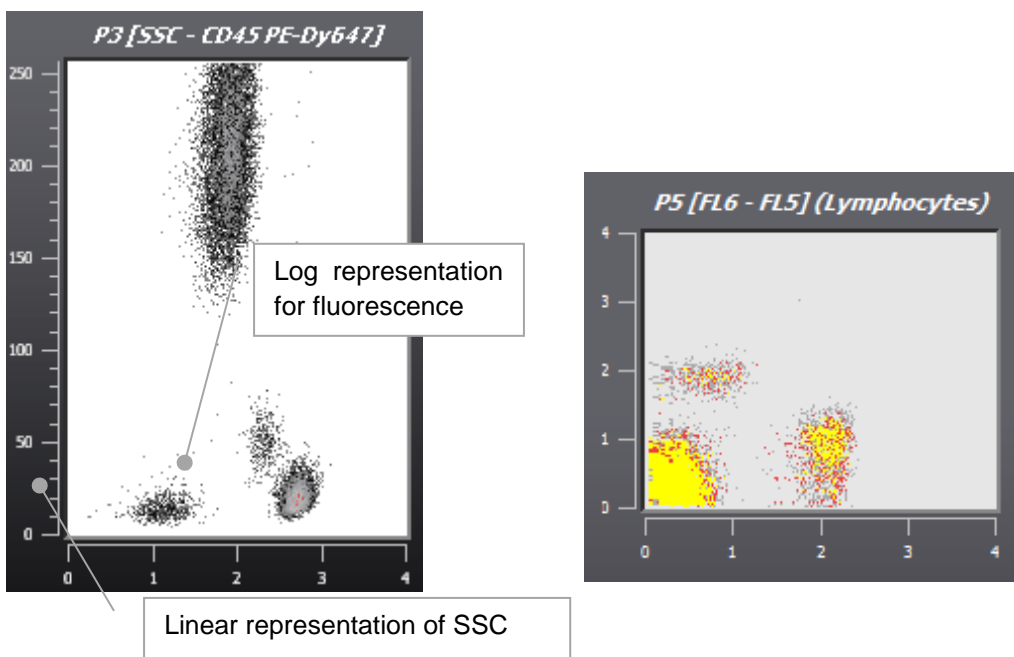 P3 [SSC - CD45 PE-Dy647]
250
200
150
100
50
0
0 1 2 3 4
Log representation
for fluorescence
Linear representation of SSC
P5 [FL6 - FL5] (Lymphocytes)
4
3
2
1
0
0 1 2 3 4